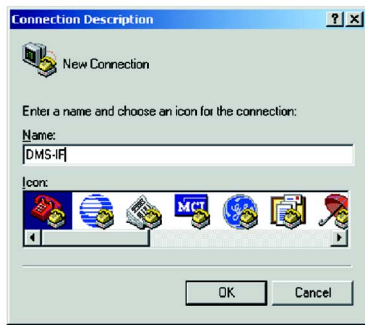 Connection Description
New Connection
Enter a name and choose an icon for the connection:
Name:
DMS-IF
Icon:
MCI
OK Cancel